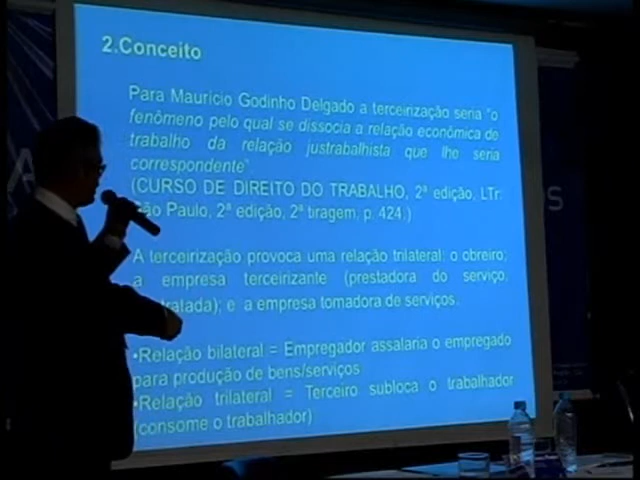 2.Conceito
Para Mauricio Godinho Delgado a terceirização seria "o
fenômeno pelo qual se dissocia a relação econômica de
trabalho da relação justrabalhista que lhe seria
correspondente"
(CURSO DE DIREITO DO TRABALHO, 2ª edição, LTr:
São Paulo, 2ª edição, 2ª tiragem, p. 424.)
A terceirização provoca uma relação trilateral: o obreiro;
a empresa terceirizante (prestadora do serviço,
tratada); e a empresa tomadora de serviços.
•Relação bilateral = Empregador assalaria o empregado
para produção de bens/serviços
•Relação trilateral = Terceiro subloca o trabalhador
(consome o trabalhador)